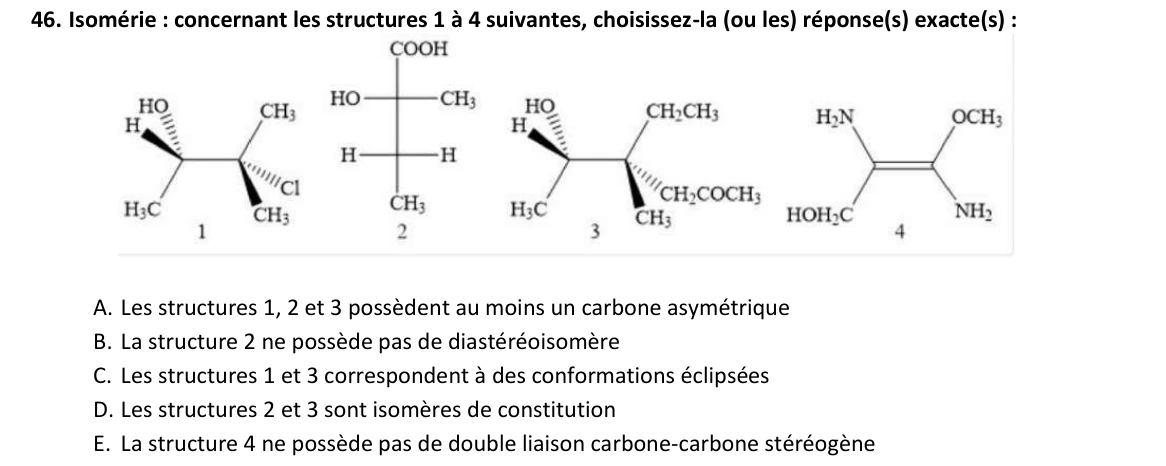 46. Isomérie : concernant les structures 1 à 4 suivantes, choisissez-la (ou les) réponse(s) exacte(s) :
COOH
HO CH₃ HO CH₃ HO CH₂CH₃ H₂N OCH₃
H H
H H
Cl CH₂COCH₃
H₃C CH₃ CH₃ H₃C CH₃ HOH₂C NH₂
1 2 3 4
A. Les structures 1, 2 et 3 possèdent au moins un carbone asymétrique
B. La structure 2 ne possède pas de diastéréoisomère
C. Les structures 1 et 3 correspondent à des conformations éclipsées
D. Les structures 2 et 3 sont isomères de constitution
E. La structure 4 ne possède pas de double liaison carbone-carbone stéréogène